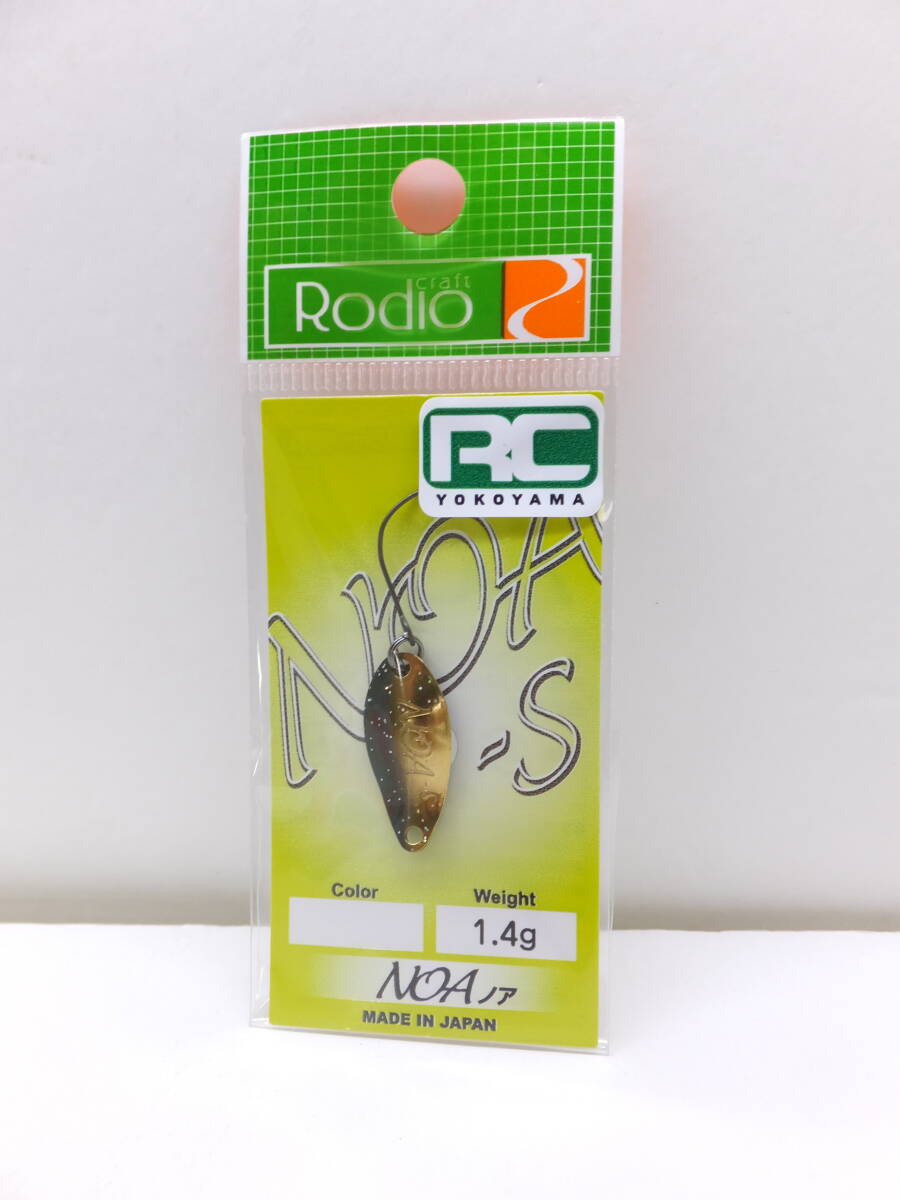 Craft
Rodio
RC
YOKOYAMA
NOA
-S
NOA-S
Color
Weight
1.4g
NOA ノア
MADE IN JAPAN